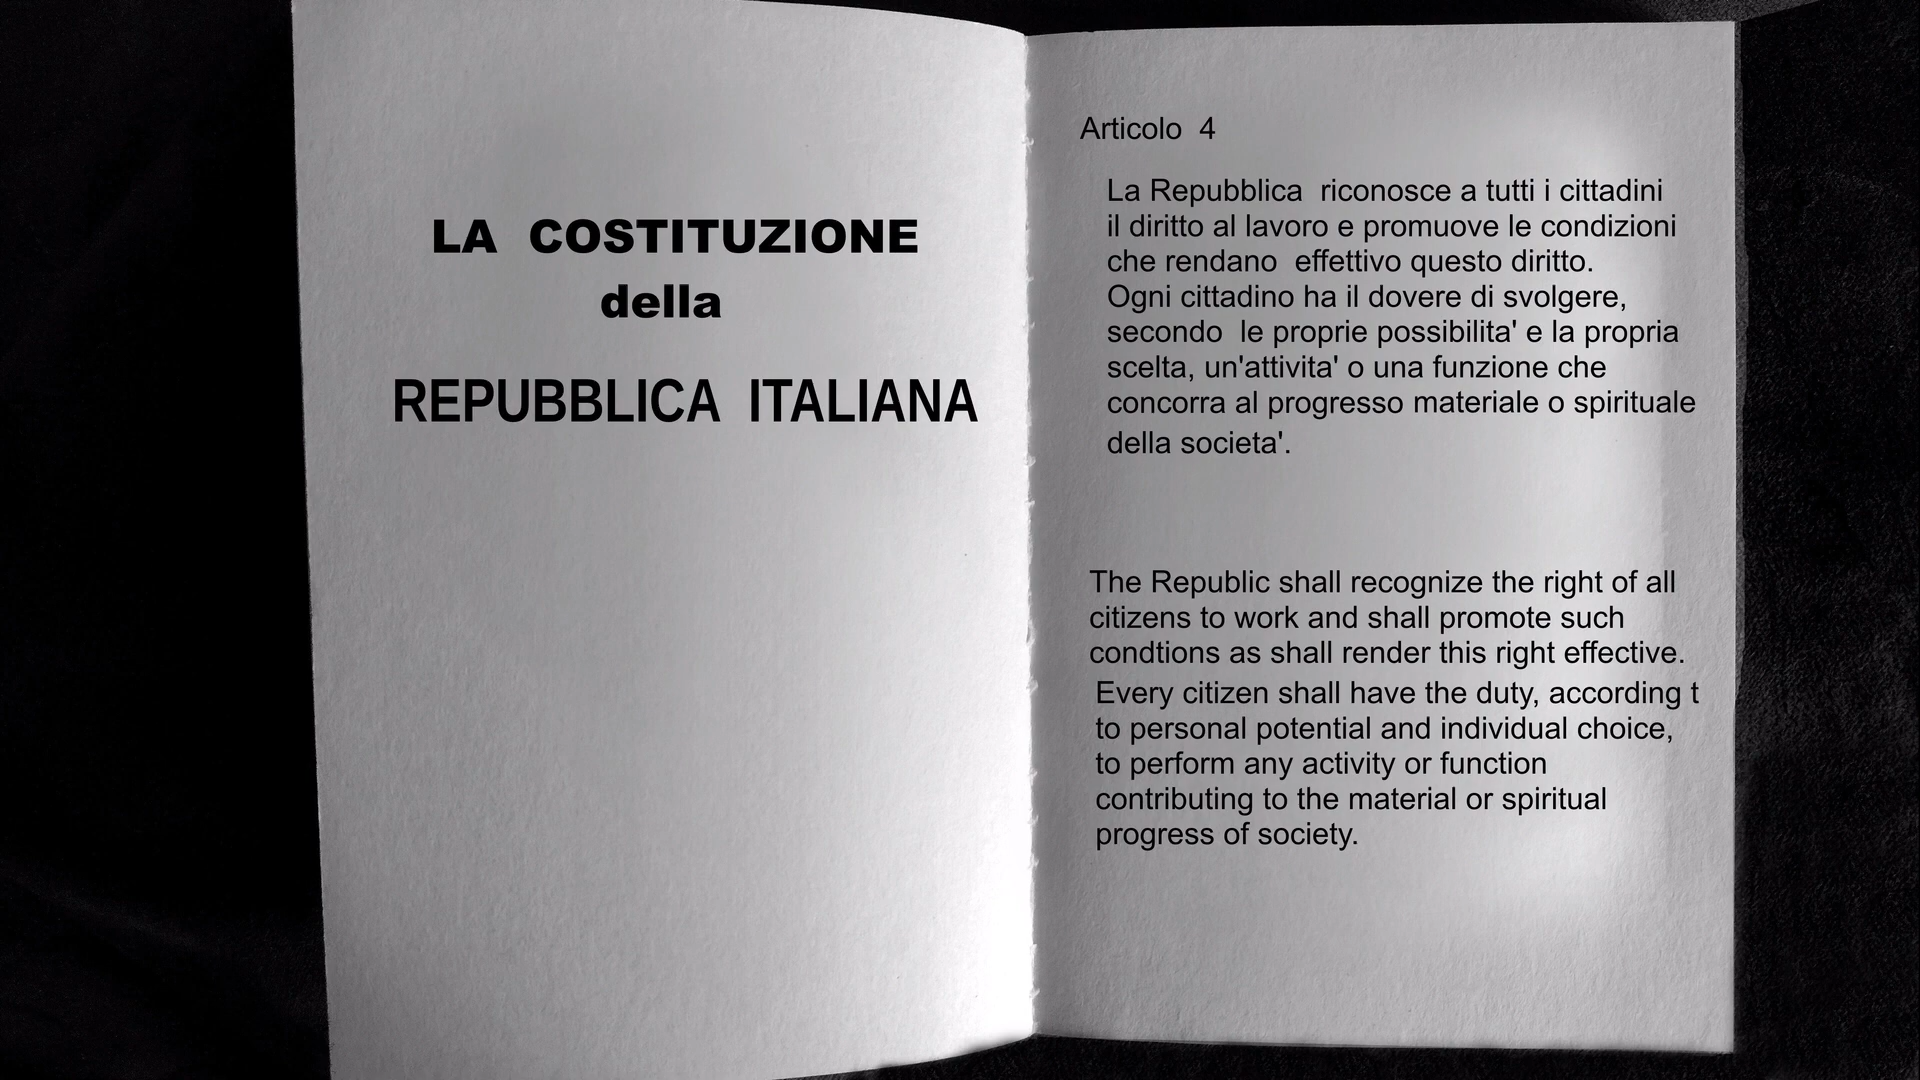 LA COSTITUZIONE
della
REPUBBLICA ITALIANA
Articolo 4
La Repubblica riconosce a tutti i cittadini
il diritto al lavoro e promuove le condizioni
che rendano effettivo questo diritto.
Ogni cittadino ha il dovere di svolgere,
secondo le proprie possibilita' e la propria
scelta, un'attivita' o una funzione che
concorra al progresso materiale o spirituale
della societa'.
The Republic shall recognize the right of all
citizens to work and shall promote such
condtions as shall render this right effective.
Every citizen shall have the duty, according t
to personal potential and individual choice,
to perform any activity or function
contributing to the material or spiritual
progress of society.